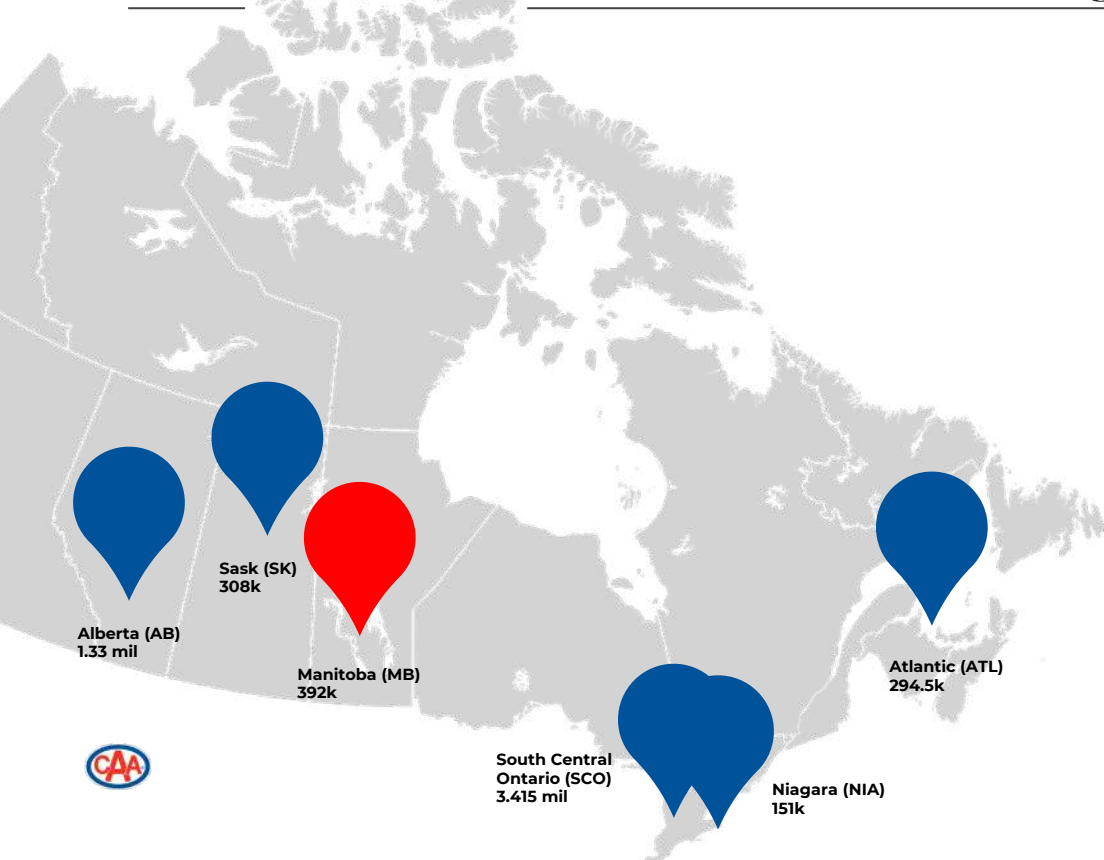 Sask (SK)
308k
Alberta (AB)
1.33 mil
Manitoba (MB)
392k
Atlantic (ATL)
294.5k
South Central
Ontario (SCO)
3.415 mil
Niagara (NIA)
151k
CAA